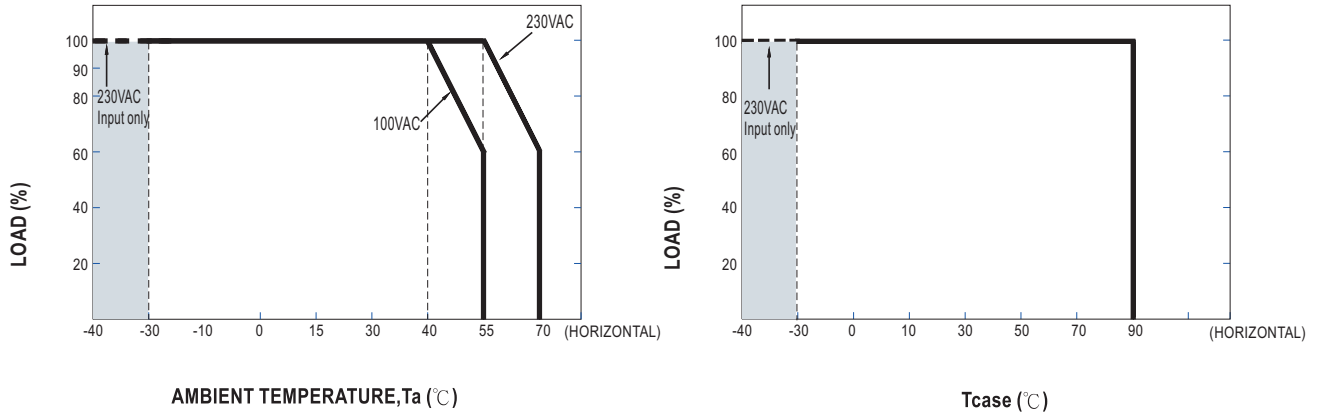 230VAC
100
90
80
60
40
20
230VAC
Input only
100VAC
LOAD (%)
-40 -30 -10 0 15 30 40 55 70 (HORIZONTAL)
AMBIENT TEMPERATURE,Ta (℃)
100
80
60
40
20
230VAC
Input only
LOAD (%)
-40 -30 0 10 30 50 70 90 (HORIZONTAL)
Tcase (℃)